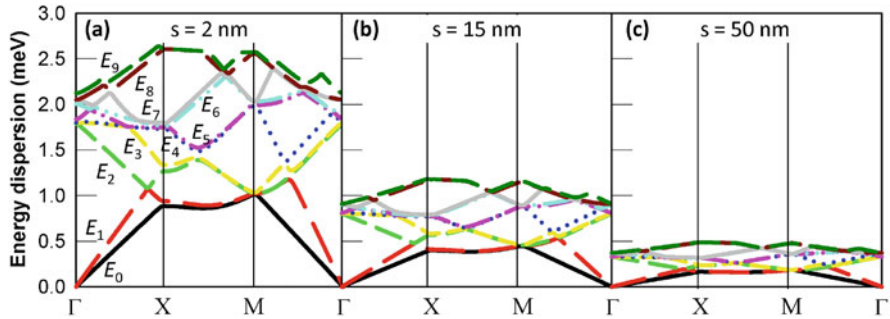 (a) s = 2 nm
(b) s = 15 nm
(c) s = 50 nm
Energy dispersion (meV)
3.0
2.5
2.0
1.5
1.0
0.5
0.0
E9
E8
E7
E6
E5
E4
E3
E2
E1
E0
Γ X M Γ X M Γ X M Γ